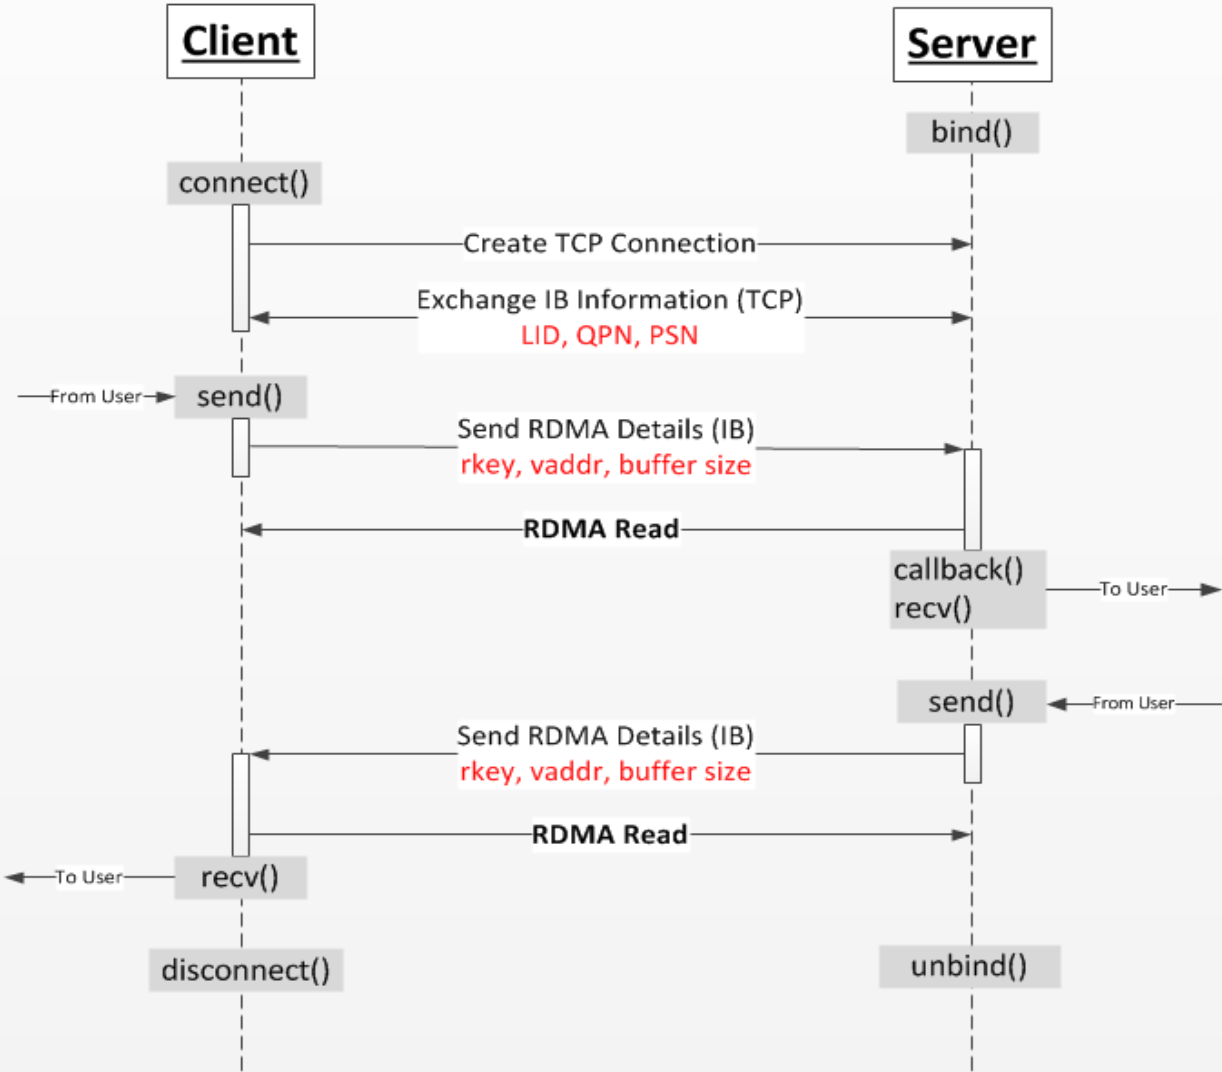 Client
Server
bind()
connect()
Create TCP Connection
Exchange IB Information (TCP)
LID, QPN, PSN
From User
send()
Send RDMA Details (IB)
rkey, vaddr, buffer size
RDMA Read
callback()
recv()
To User
send()
From User
Send RDMA Details (IB)
rkey, vaddr, buffer size
RDMA Read
To User
recv()
disconnect()
unbind()